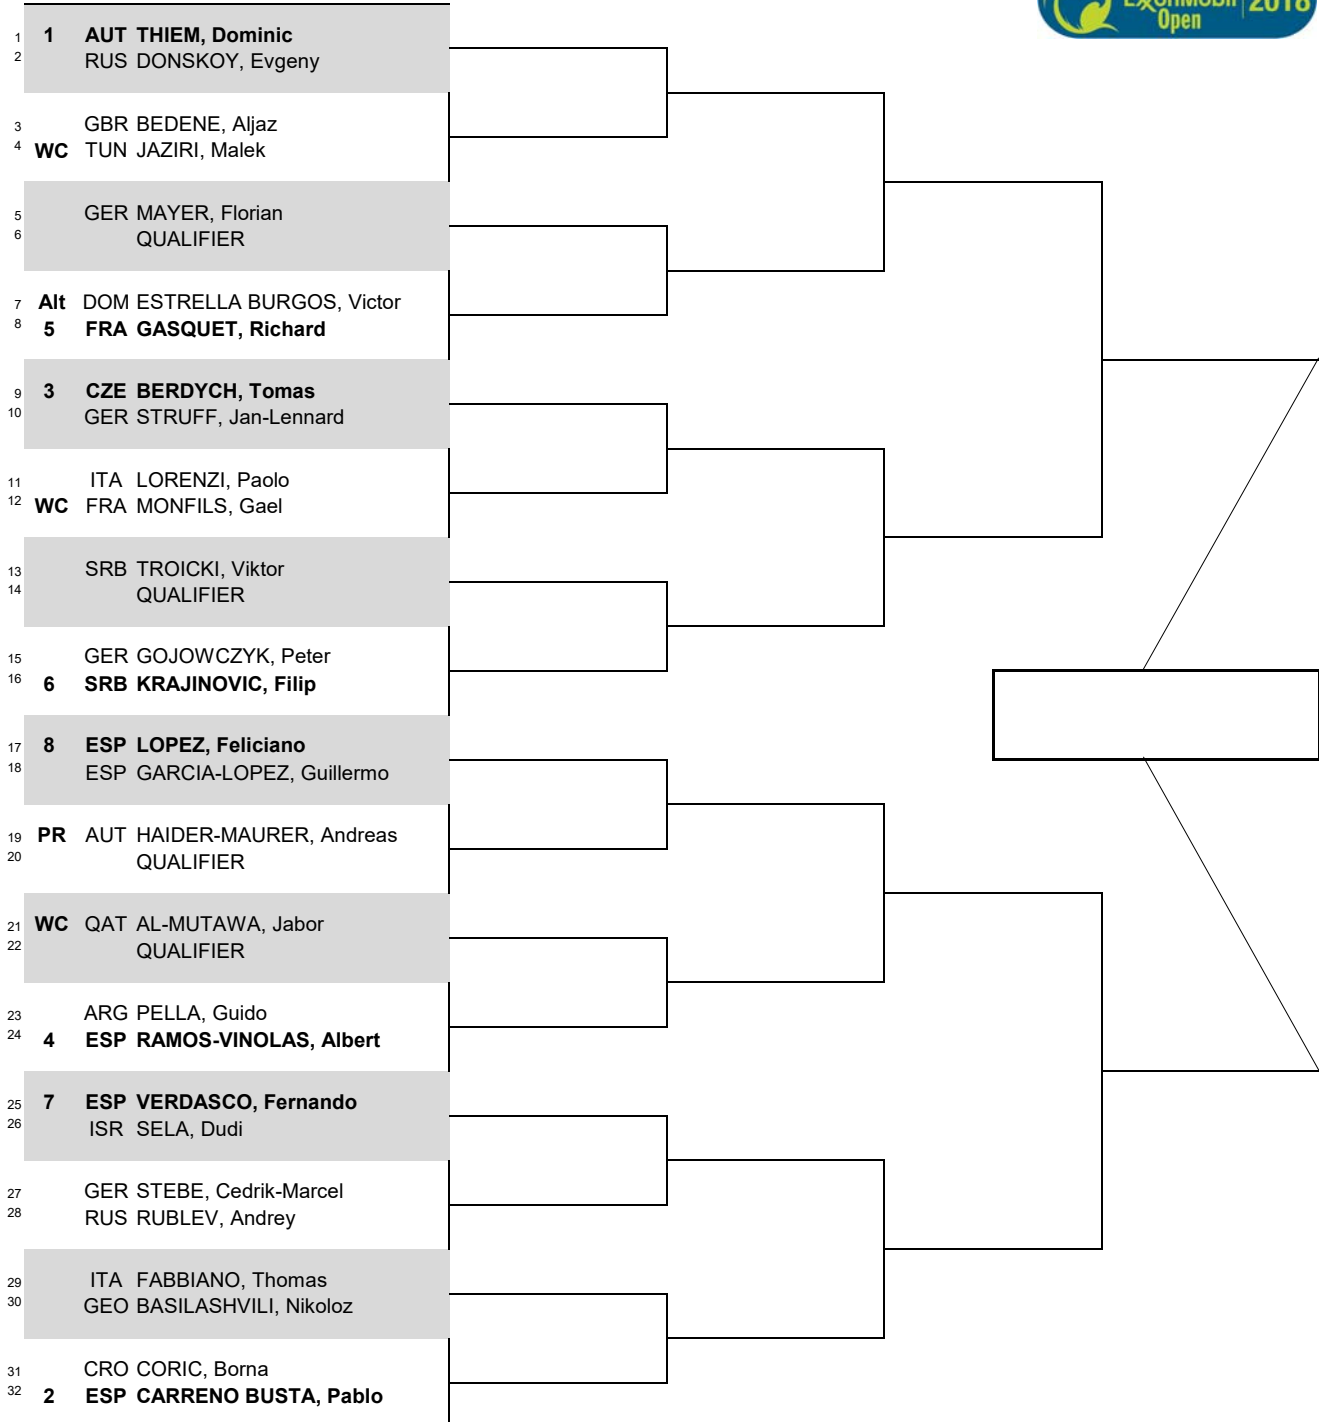 ExxonMobil 2018
Open
1 1 AUT THIEM, Dominic
2 RUS DONSKOY, Evgeny
3 GBR BEDENE, Aljaz
4 WC TUN JAZIRI, Malek
5 GER MAYER, Florian
6 QUALIFIER
7 Alt DOM ESTRELLA BURGOS, Victor
8 5 FRA GASQUET, Richard
9 3 CZE BERDYCH, Tomas
10 GER STRUFF, Jan-Lennard
11 ITA LORENZI, Paolo
12 WC FRA MONFILS, Gael
13 SRB TROICKI, Viktor
14 QUALIFIER
15 GER GOJOWCZYK, Peter
16 6 SRB KRAJINOVIC, Filip
17 8 ESP LOPEZ, Feliciano
18 ESP GARCIA-LOPEZ, Guillermo
19 PR AUT HAIDER-MAURER, Andreas
20 QUALIFIER
21 WC QAT AL-MUTAWA, Jabor
22 QUALIFIER
23 ARG PELLA, Guido
24 4 ESP RAMOS-VINOLAS, Albert
25 7 ESP VERDASCO, Fernando
26 ISR SELA, Dudi
27 GER STEBE, Cedrik-Marcel
28 RUS RUBLEV, Andrey
29 ITA FABBIANO, Thomas
30 GEO BASILASHVILI, Nikoloz
31 CRO CORIC, Borna
32 2 ESP CARRENO BUSTA, Pablo